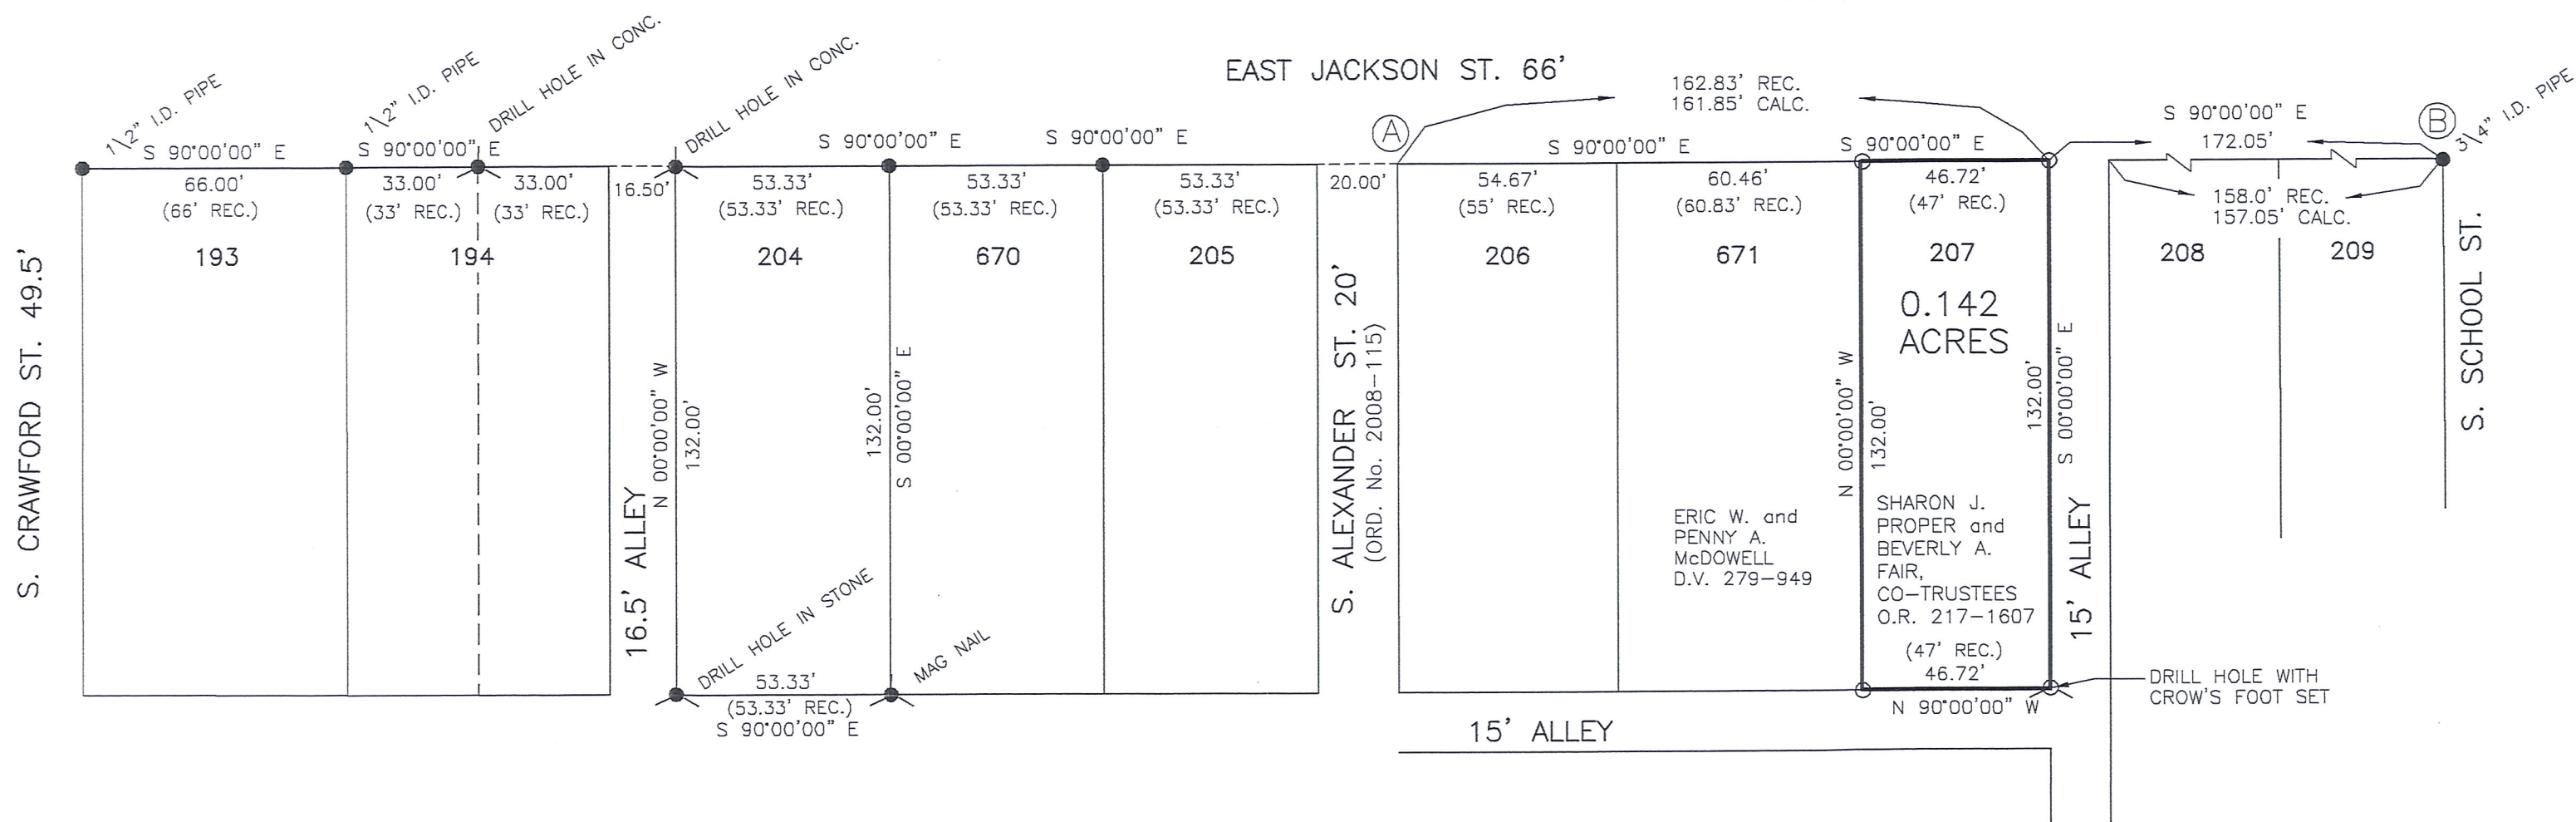 EAST JACKSON ST. 66'
1\2" I.D. PIPE
1\2" I.D. PIPE
DRILL HOLE IN CONC.
DRILL HOLE IN CONC.
162.83' REC.
161.85' CALC.
3\4" I.D. PIPE
A
B
S 90°00'00" E
S 90°00'00" E
S 90°00'00" E
S 90°00'00" E
S 90°00'00" E
S 90°00'00" E
S 90°00'00" E
172.05'
66.00'
(66' REC.)
33.00'
(33' REC.)
33.00'
(33' REC.)
16.50'
53.33'
(53.33' REC.)
53.33'
(53.33' REC.)
53.33'
(53.33' REC.)
20.00'
54.67'
(55' REC.)
60.46'
(60.83' REC.)
46.72'
(47' REC.)
158.0' REC.
157.05' CALC.
193
194
204
670
205
206
671
207
208
209
0.142
ACRES
S. CRAWFORD ST. 49.5'
16.5' ALLEY
N 00°00'00" W
132.00'
132.00'
S 00°00'00" E
S. ALEXANDER ST. 20'
(ORD. No. 2008-115)
N 00°00'00" W
132.00'
132.00'
S 00°00'00" E
15' ALLEY
S. SCHOOL ST.
ERIC W. and
PENNY A.
McDOWELL
D.V. 279-949
SHARON J.
PROPER and
BEVERLY A.
FAIR,
CO-TRUSTEES
O.R. 217-1607
(47' REC.)
46.72'
N 90°00'00" W
DRILL HOLE IN STONE
MAG NAIL
53.33'
(53.33' REC.)
S 90°00'00" E
DRILL HOLE WITH
CROW'S FOOT SET
15' ALLEY